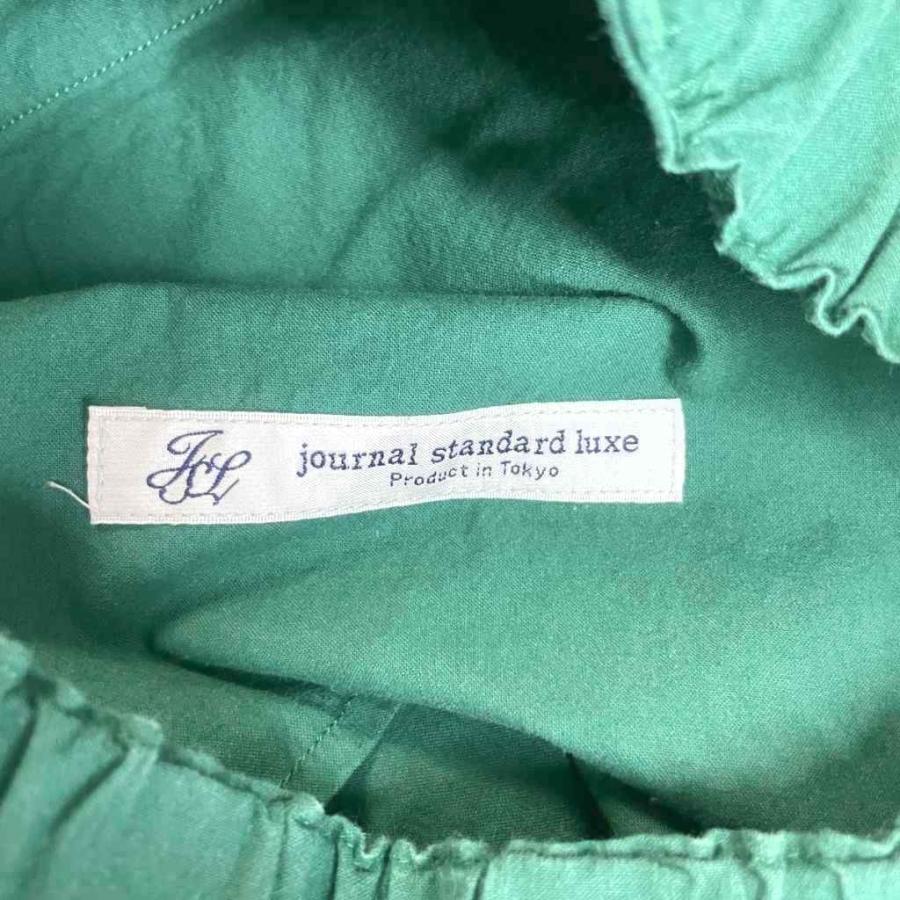 JSL
journal standard luxe
Product in Tokyo